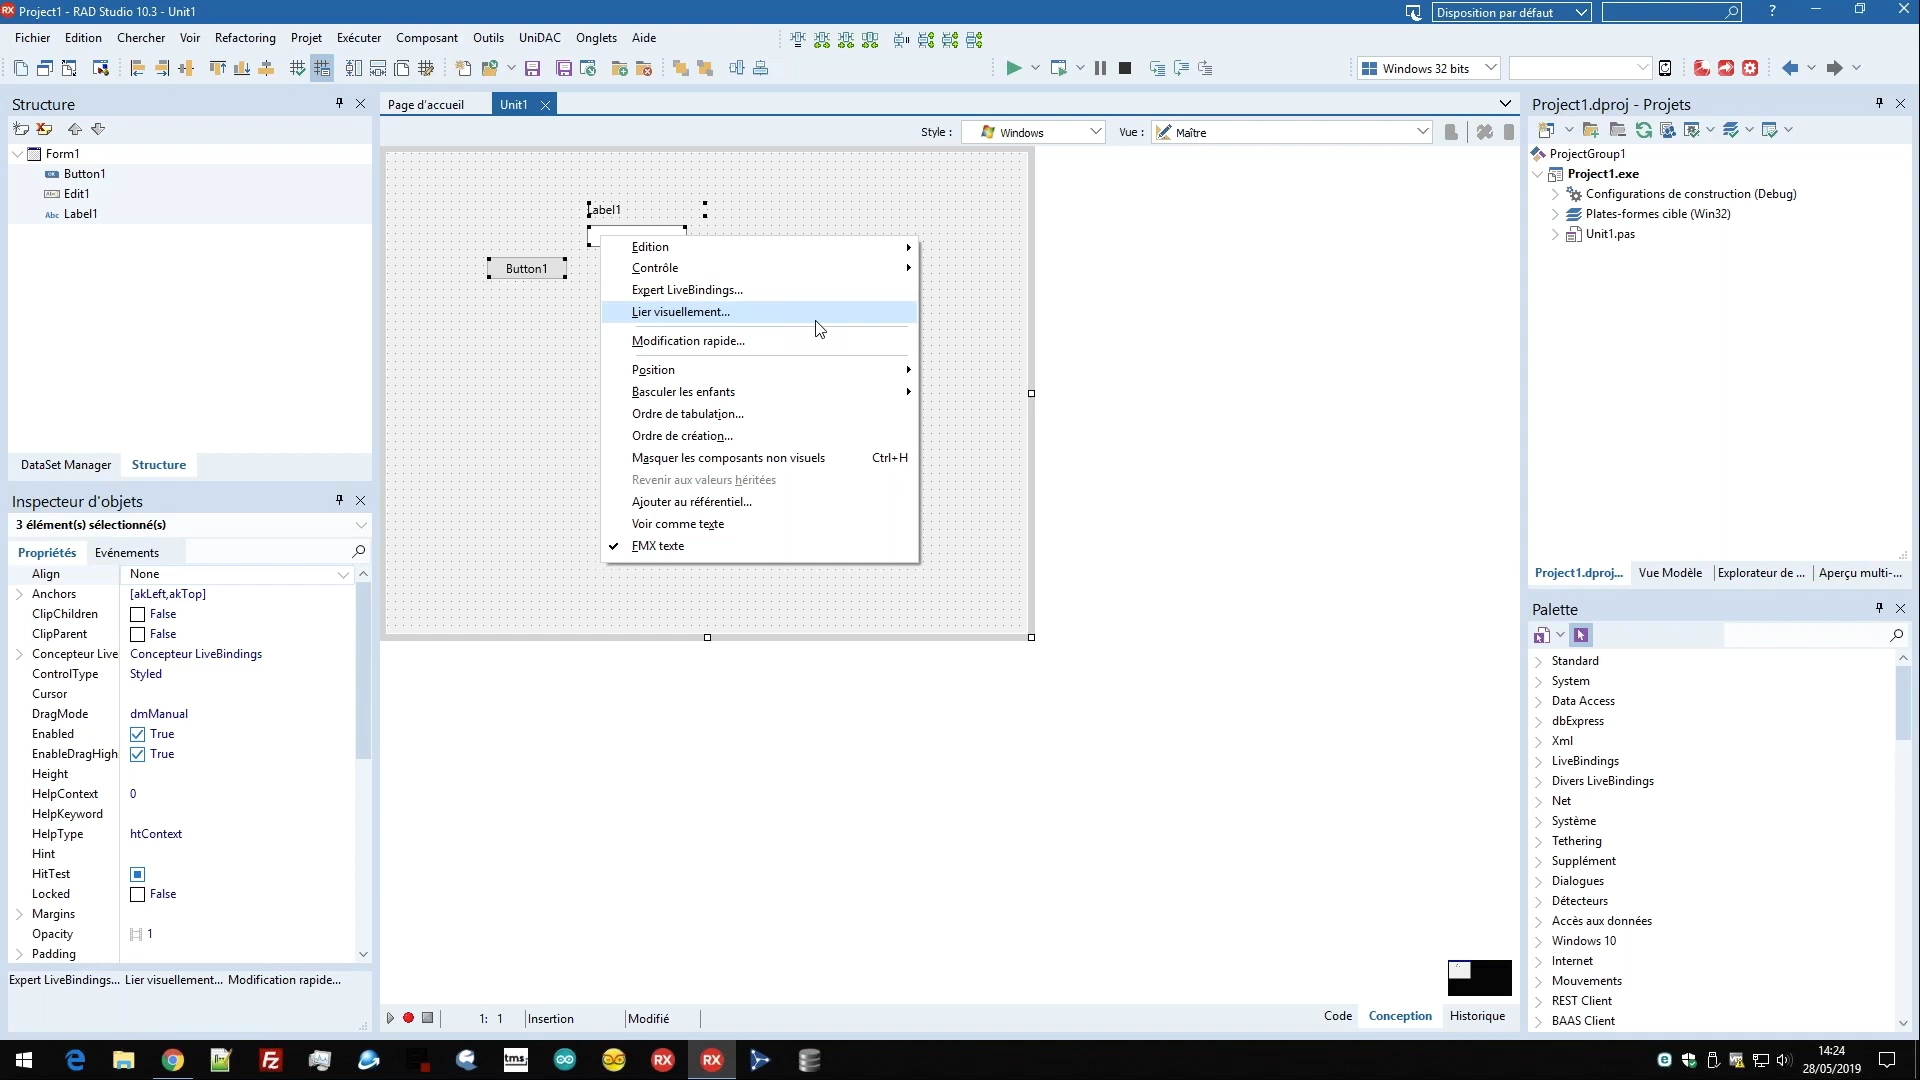 Project1 - RAD Studio 10.3 - Unit1
Disposition par défaut
Fichier Edition Chercher Voir Refactoring Projet Exécuter Composant Outils UniDAC Onglets Aide
Windows 32 bits
Structure
Form1
Button1
Edit1
Label1
DataSet Manager Structure
Inspecteur d'objets
3 élément(s) sélectionné(s)
Propriétés Evénements
Align None
Anchors [akLeft,akTop]
ClipChildren False
ClipParent False
Concepteur Live Concepteur LiveBindings
ControlType Styled
Cursor
DragMode dmManual
Enabled True
EnableDragHigh True
Height
HelpContext 0
HelpKeyword
HelpType htContext
Hint
HitTest
Locked False
Margins
Opacity 1
Padding
Expert LiveBindings... Lier visuellement... Modification rapide...
Page d'accueil Unit1
Style : Windows Vue : Maître
Label1
Button1
Edition
Contrôle
Expert LiveBindings...
Lier visuellement...
Modification rapide...
Position
Basculer les enfants
Ordre de tabulation...
Ordre de création...
Masquer les composants non visuels Ctrl+H
Revenir aux valeurs héritées
Ajouter au référentiel...
Voir comme texte
FMX texte
1: 1 Insertion Modifié
Code Conception Historique
Project1.dproj - Projets
ProjectGroup1
Project1.exe
Configurations de construction (Debug)
Plates-formes cible (Win32)
Unit1.pas
Project1.dproj... Vue Modèle Explorateur de ... Aperçu multi-...
Palette
Standard
System
Data Access
dbExpress
Xml
LiveBindings
Divers LiveBindings
Net
Système
Tethering
Supplément
Dialogues
Détecteurs
Accès aux données
Windows 10
Internet
Mouvements
REST Client
BAAS Client
tms
RX
RX
14:24
28/05/2019